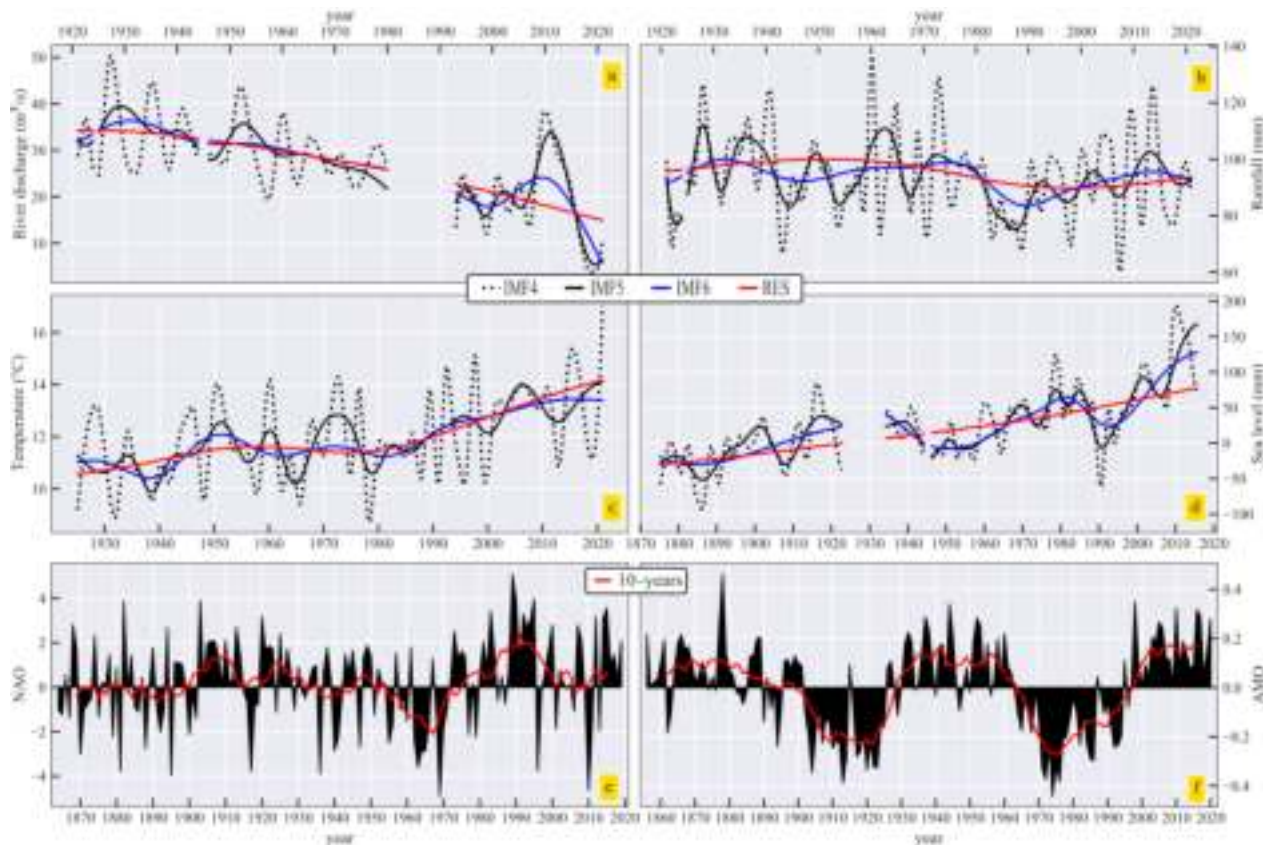 year
1920 1930 1940 1950 1960 1970 1980 1990 2000 2010 2020
50
40
30
20
10
River discharge (m³/s)
a
year
1920 1930 1940 1950 1960 1970 1980 1990 2000 2010 2020
140
120
100
80
60
Rainfall (mm)
b
IMF4 IMF5 IMF6 RES
16
14
12
10
Temperature (°C)
c
1930 1940 1950 1960 1970 1980 1990 2000 2010 2020
200
150
100
50
0
−50
−100
Sea level (mm)
d
1870 1880 1890 1900 1910 1920 1930 1940 1950 1960 1970 1980 1990 2000 2010 2020
10-years
4
2
0
−2
−4
NAO
e
1870 1880 1890 1900 1910 1920 1930 1940 1950 1960 1970 1980 1990 2000 2010 2020
year
0.4
0.2
0.0
−0.2
−0.4
AMO
f
1860 1870 1880 1890 1900 1910 1920 1930 1940 1950 1960 1970 1980 1990 2000 2010 2020
year